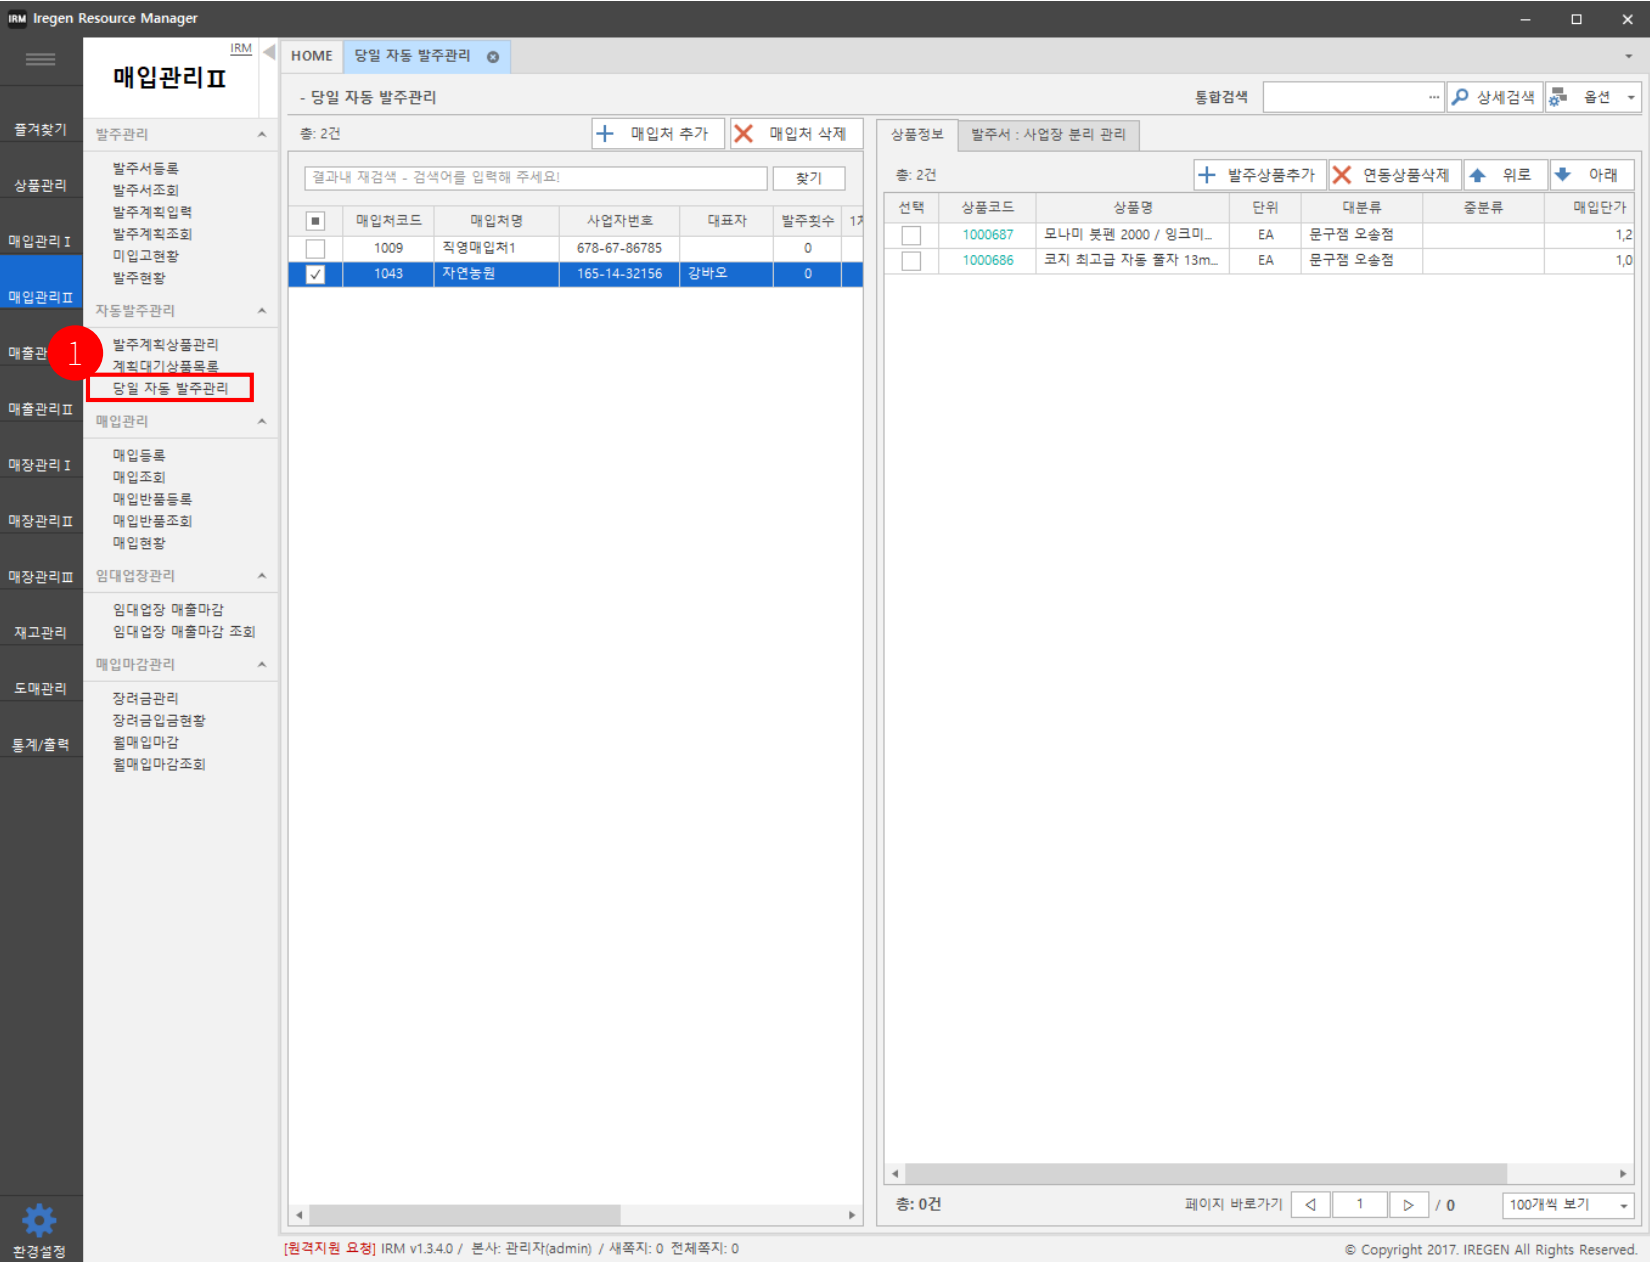 IRM Iregen Resource Manager
즐겨찾기
상품관리
매입관리Ⅰ
매입관리Ⅱ
매출관
매출관리Ⅱ
매장관리Ⅰ
매장관리Ⅱ
매장관리Ⅲ
재고관리
도매관리
통계/출력
환경설정
IRM
매입관리Ⅱ
발주관리
발주서등록
발주서조회
발주계획입력
발주계획조회
미입고현황
발주현황
자동발주관리
1
발주계획상품관리
계획대기상품목록
당일 자동 발주관리
매입관리
매입등록
매입조회
매입반품등록
매입반품조회
매입현황
임대업장관리
임대업장 매출마감
임대업장 매출마감 조회
매입마감관리
장려금관리
장려금입금현황
월매입마감
월매입마감조회
HOME 당일 자동 발주관리
- 당일 자동 발주관리
통합검색 ... 상세검색 옵션
총: 2건 매입처 추가 매입처 삭제
결과내 재검색 - 검색어를 입력해 주세요! 찾기
매입처코드 매입처명 사업자번호 대표자 발주횟수
1009 직영매입처1 678-67-86785 0
1043 자연농원 165-14-32156 강바오 0
상품정보 발주서 : 사업장 분리 관리
총: 2건 발주상품추가 연동상품삭제 위로 아래
선택 상품코드 상품명 단위 대분류 중분류 매입단가
1000687 모나미 붓펜 2000 / 잉크미... EA 문구잼 오송점 1,2
1000686 코지 최고급 자동 줄자 13m... EA 문구잼 오송점 1,0
총: 0건 페이지 바로가기 1 / 0 100개씩 보기
[원격지원 요청] IRM v1.3.4.0 / 본사: 관리자(admin) / 새쪽지: 0 전체쪽지: 0
© Copyright 2017. IREGEN All Rights Reserved.